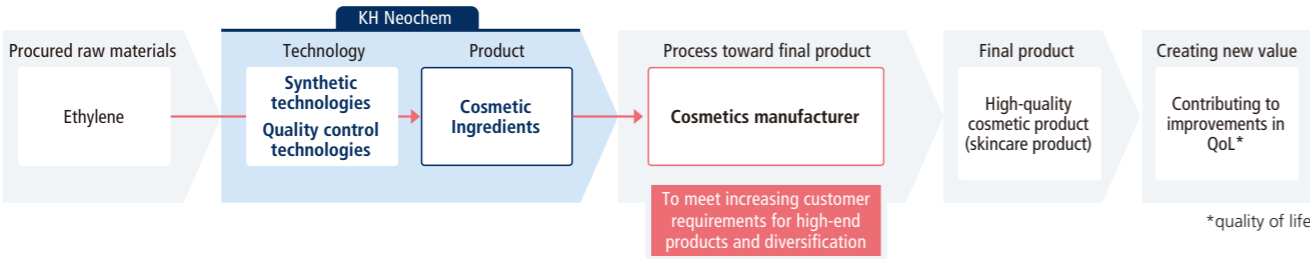 KH Neochem
Procured raw materials
Ethylene
Technology
Synthetic
technologies
Quality control
technologies
Product
Cosmetic
Ingredients
Process toward final product
Cosmetics manufacturer
To meet increasing customer
requirements for high-end
products and diversification
Final product
High-quality
cosmetic product
(skincare product)
Creating new value
Contributing to
improvements in
QoL*
*quality of life